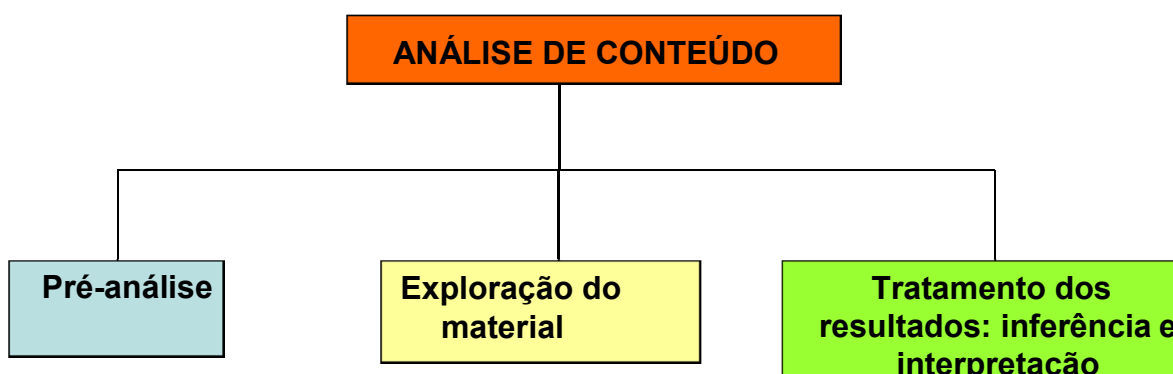 ANÁLISE DE CONTEÚDO
Pré-análise
Exploração do
material
Tratamento dos
resultados: inferência e
interpretação